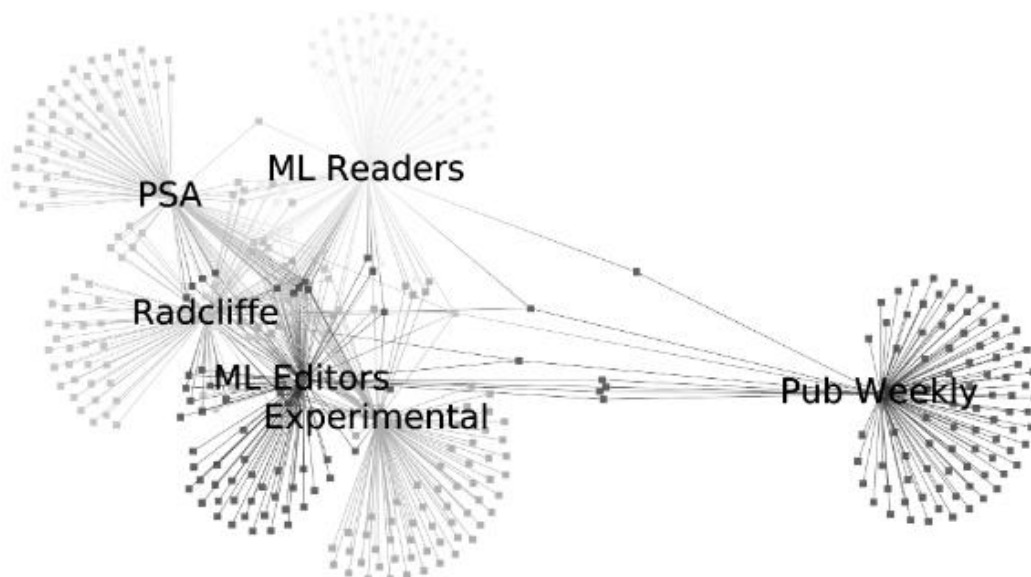 ML Readers
PSA
Radcliffe
ML Editors
Pub Weekly
Experimental